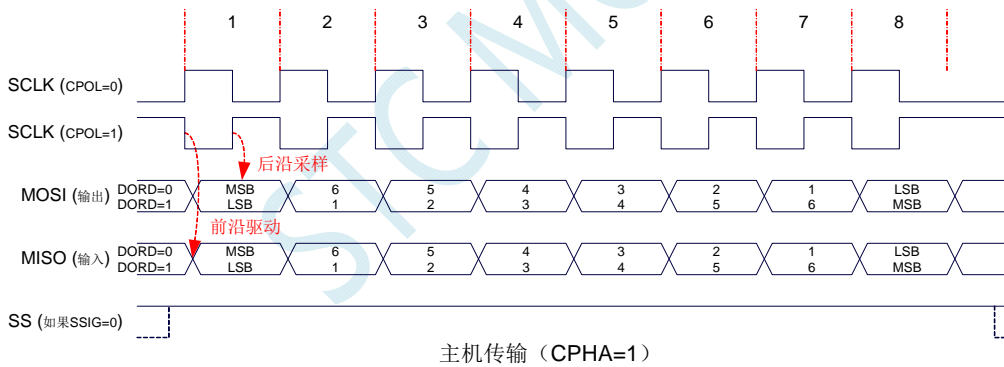 1 2 3 4 5 6 7 8
SCLK (CPOL=0)
SCLK (CPOL=1)
后沿采样
MOSI (输出) DORD=0 MSB 6 5 4 3 2 1 LSB
DORD=1 LSB 1 2 3 4 5 6 MSB
前沿驱动
MISO (输入) DORD=0 MSB 6 5 4 3 2 1 LSB
DORD=1 LSB 1 2 3 4 5 6 MSB
SS (如果SSIG=0)
主机传输（CPHA=1）